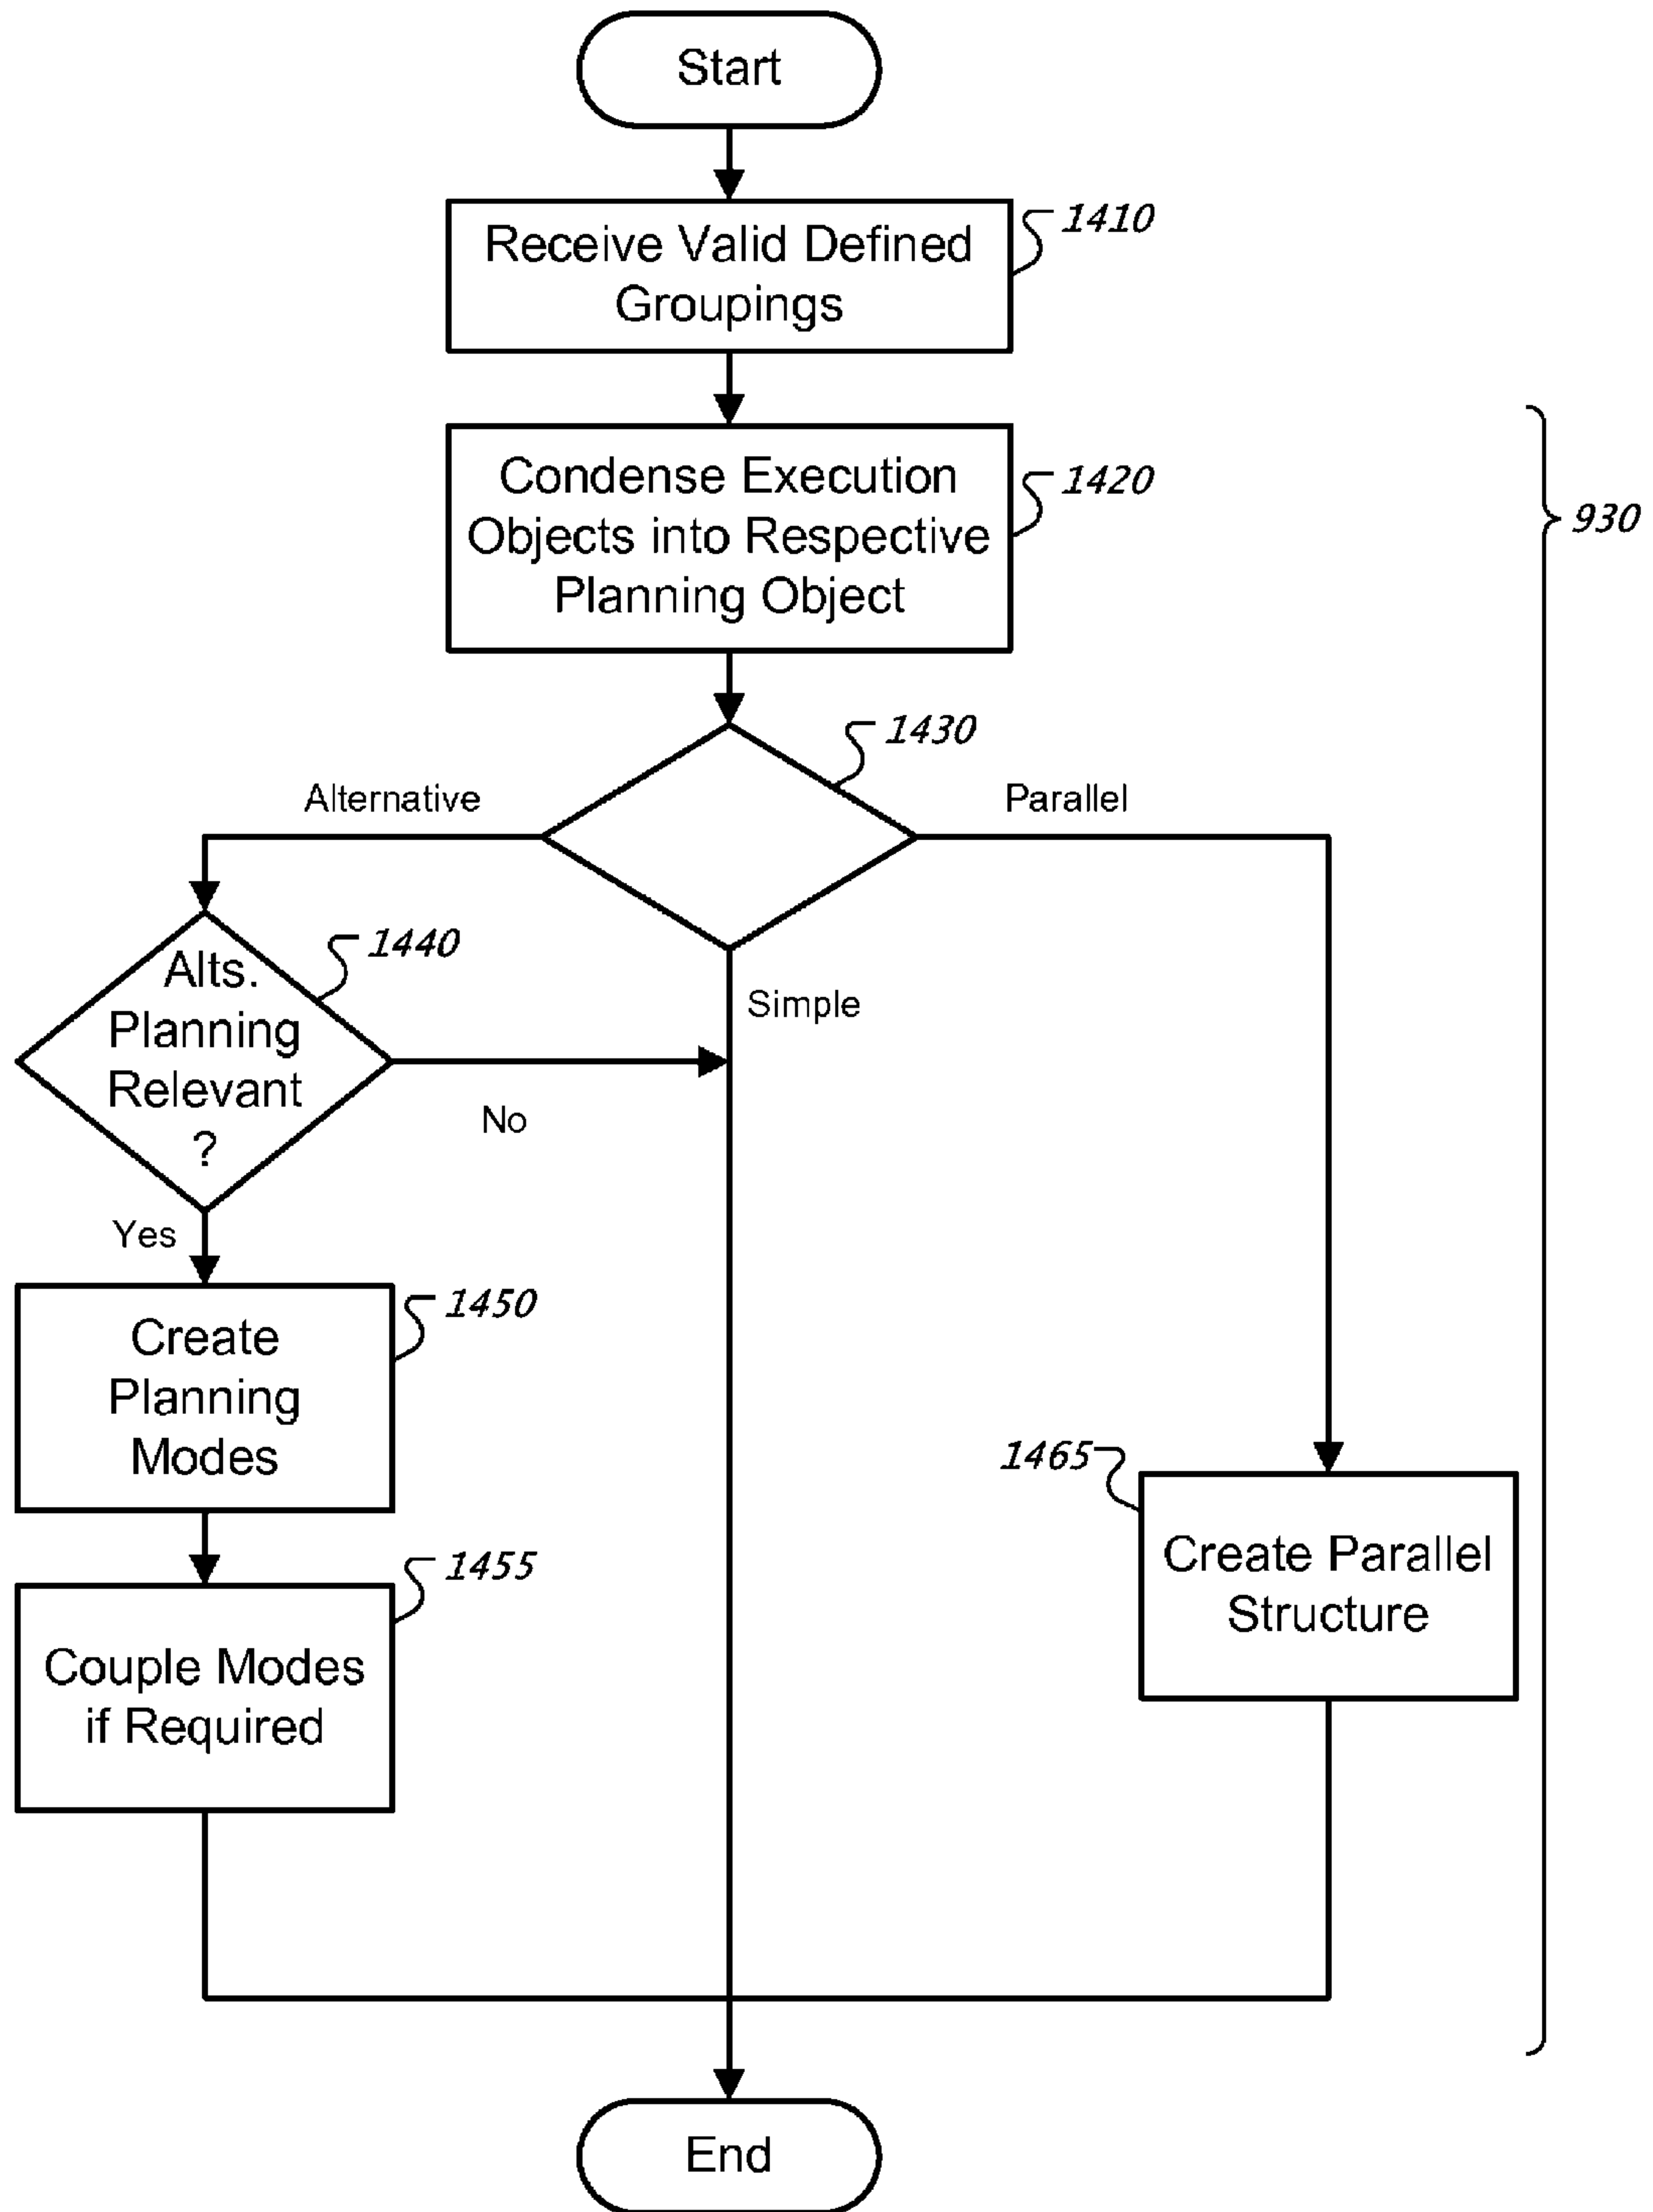 Start
Receive Valid Defined
Groupings
1410
Condense Execution
Objects into Respective
Planning Object
1420
930
1430
Alternative
Parallel
Simple
Alts.
Planning
Relevant
?
1440
No
Yes
Create
Planning
Modes
1450
Couple Modes
if Required
1455
1465
Create Parallel
Structure
End